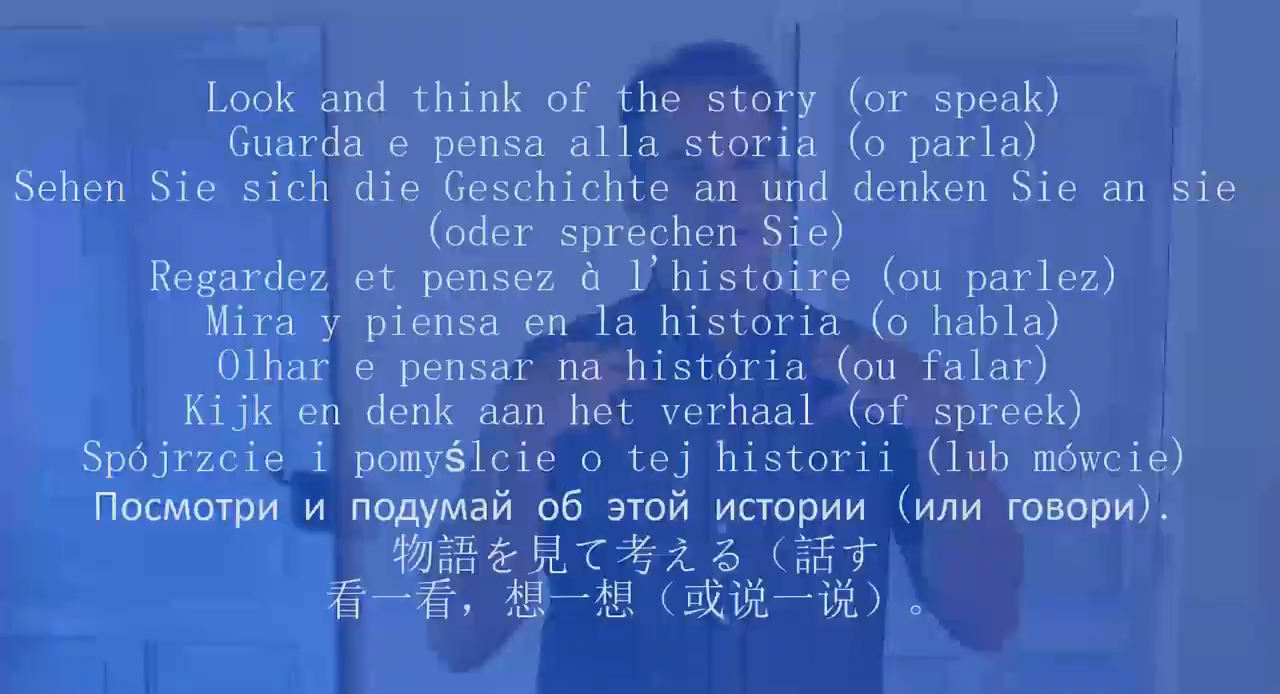 Look and think of the story (or speak)
Guarda e pensa alla storia (o parla)
Sehen Sie sich die Geschichte an und denken Sie an sie
(oder sprechen Sie)
Regardez et pensez à l'histoire (ou parlez)
Mira y piensa en la historia (o habla)
Olhar e pensar na história (ou falar)
Kijk en denk aan het verhaal (of spreek)
Spójrzcie i pomyślcie o tej historii (lub mówcie)
Посмотри и подумай об этой истории (или говори).
物語を見て考える（話す
看一看，想一想（或说一说）。